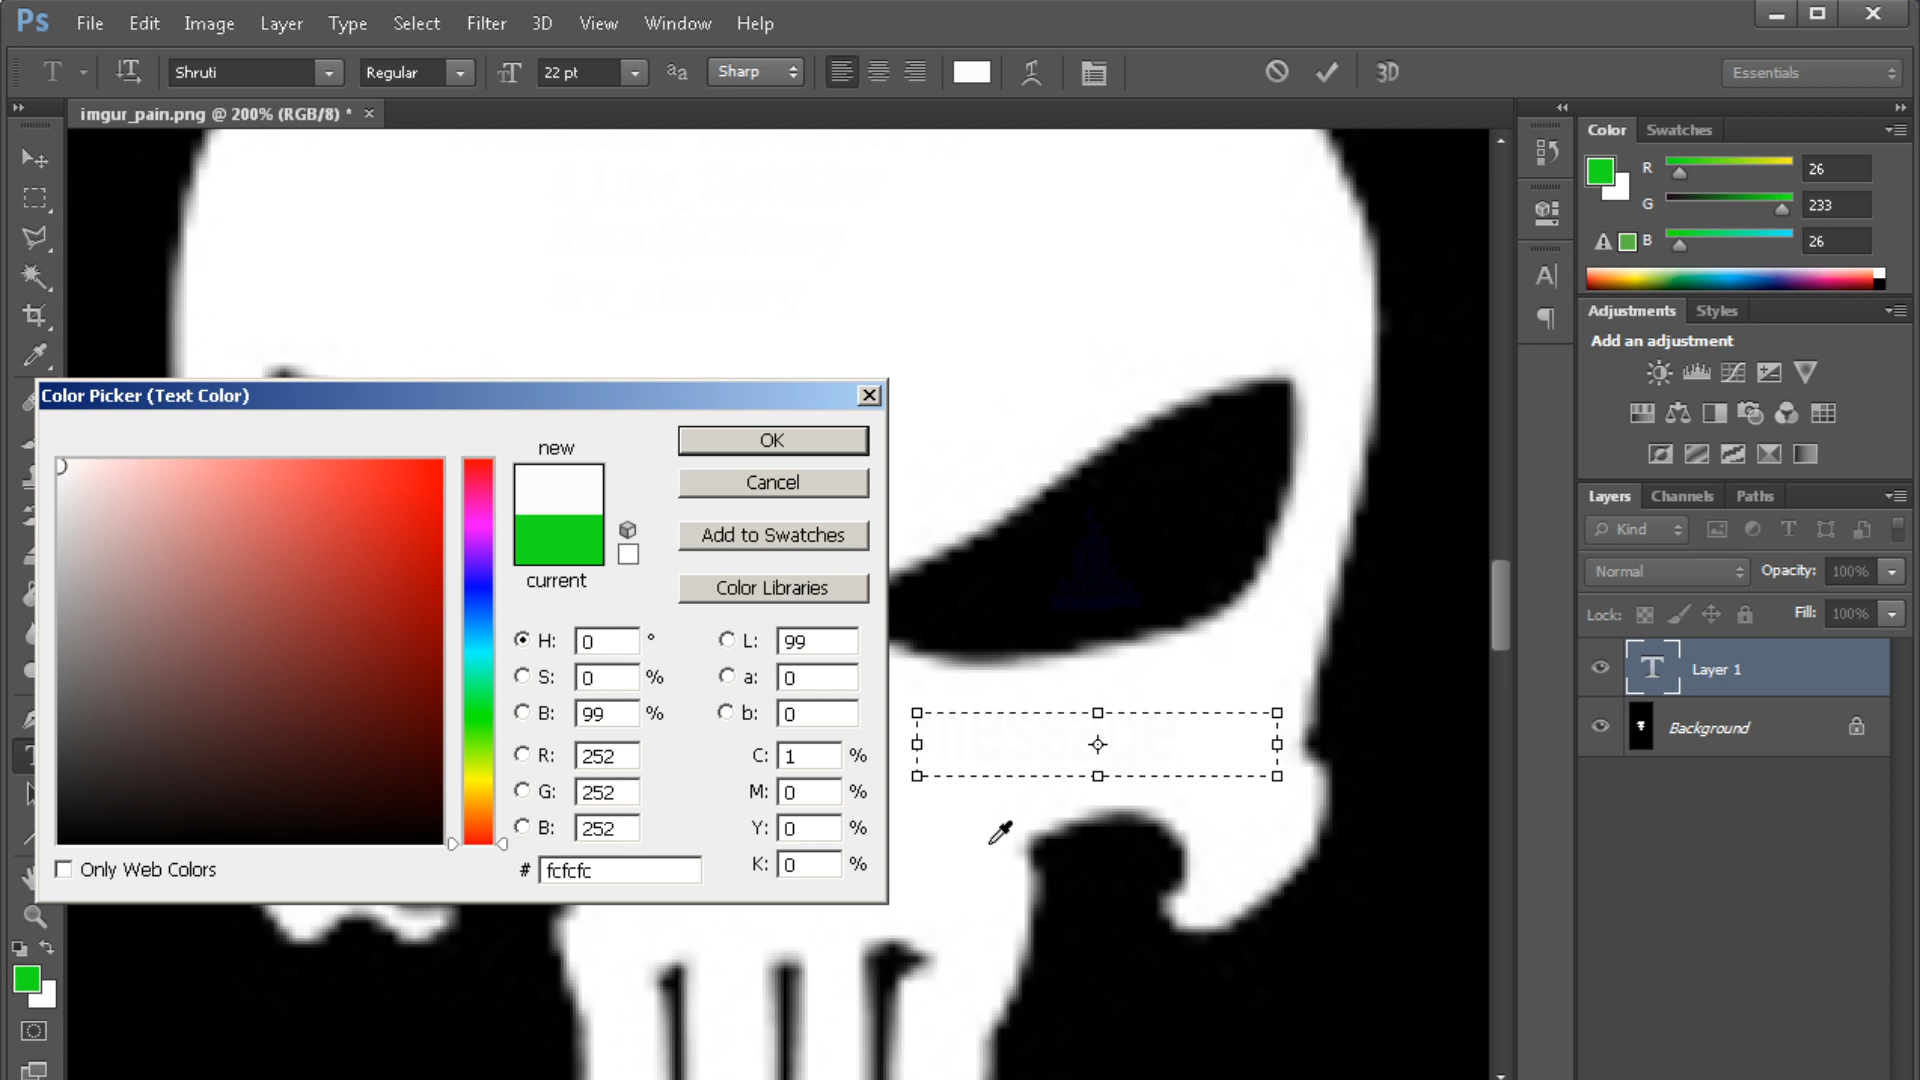 Ps File Edit Image Layer Type Select Filter 3D View Window Help
T Shruti Regular 22 pt aa Sharp 3D Essentials
imgur_pain.png @ 200% (RGB/8) * ×
Color Swatches
R 26
G 233
B 26
Adjustments Styles
Add an adjustment
Layers Channels Paths
Kind
Normal Opacity: 100%
Lock: Fill: 100%
T Layer 1
Background
@_Luke_Slytalker
@SeanREGOMNerp
message
Color Picker (Text Color)
new
current
OK
Cancel
Add to Swatches
Color Libraries
H: 0 ° L: 99
S: 0 % a: 0
B: 99 % b: 0
R: 252 C: 1 %
G: 252 M: 0 %
B: 252 Y: 0 %
# fcfcfc K: 0 %
Only Web Colors